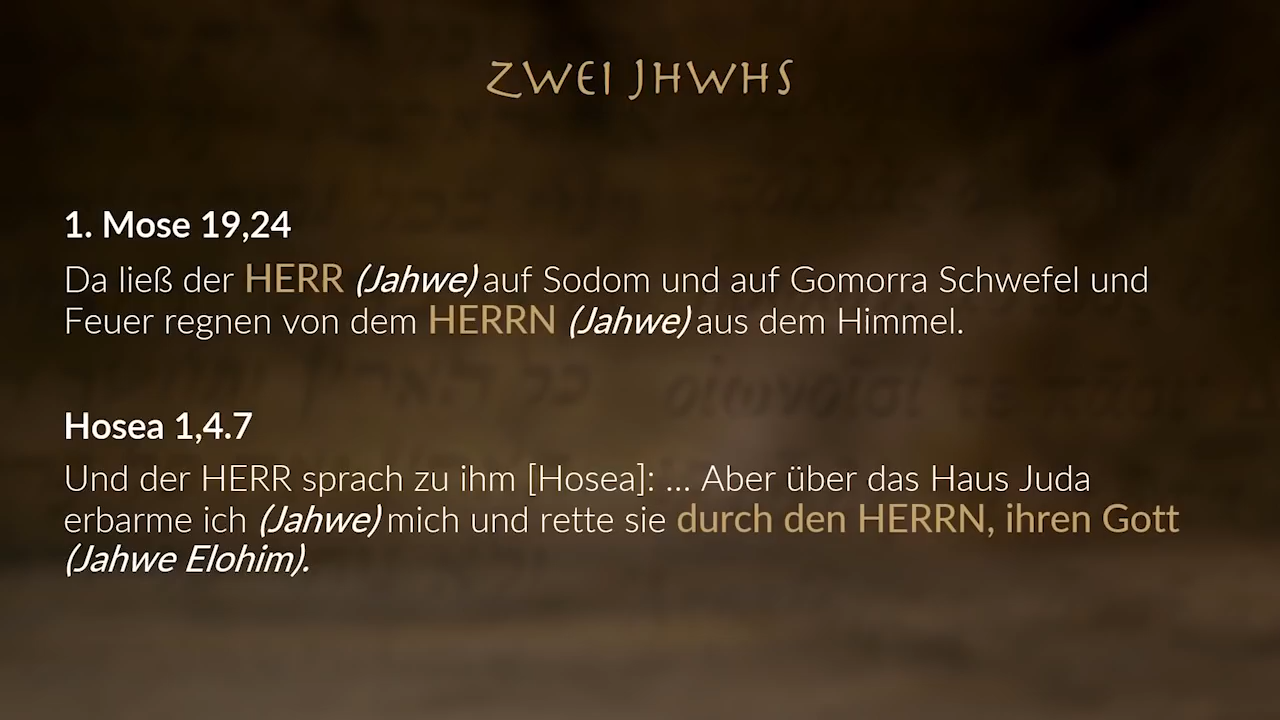 ZWEI JHWHS
1. Mose 19,24
Da ließ der HERR (Jahwe) auf Sodom und auf Gomorra Schwefel und
Feuer regnen von dem HERRN (Jahwe) aus dem Himmel.
Hosea 1,4.7
Und der HERR sprach zu ihm [Hosea]: ... Aber über das Haus Juda
erbarme ich (Jahwe) mich und rette sie durch den HERRN, ihren Gott
(Jahwe Elohim).